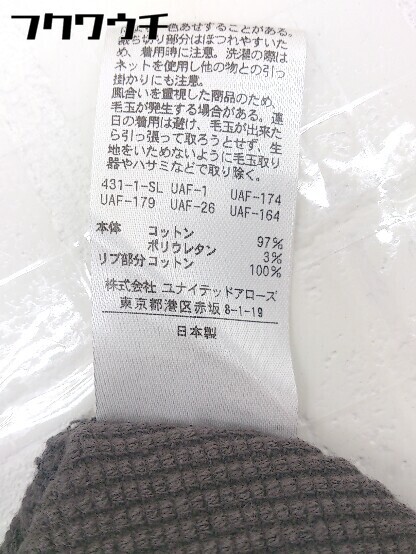 フクウクチ
色あせすることがある。
裁ち切り部分はほつれやすいた
め、着用時に注意。洗濯の際は
ネットを使用し他の物との引っ
掛かりにも注意。
風合いを重視した商品のため、
毛玉が発生する場合がある。連
日の着用は避け、毛玉が出来た
ら引っ張って取ろうとせず、生
地をいためないように毛玉取り
器やハサミなどで取り除く。
431-1-SL UAF-1 UAF-174
UAF-179 UAF-26 UAF-164
本体 コットン 97%
ポリウレタン 3%
リブ部分コットン 100%
株式会社 ユナイテッドアローズ
東京都港区赤坂8-1-19
日本製